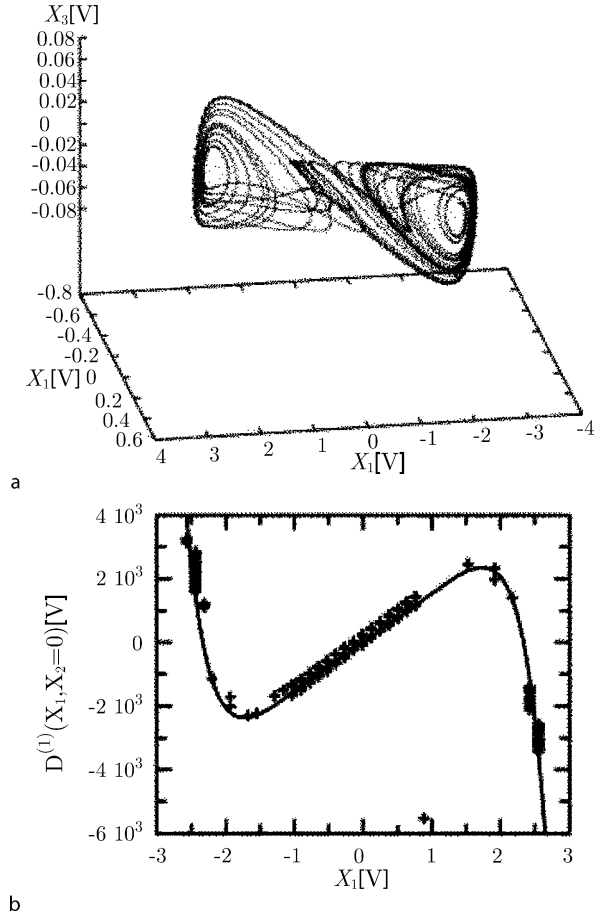 X₃[V]
0.08
0.06
0.04
0.02
0
-0.02
-0.04
-0.06
-0.08
-0.8
-0.6
-0.4
-0.2
X₁[V] 0
0.2
0.4
0.6
4 3 2 1 0 -1 -2 -3 -4
X₁[V]
a
4 10³
2 10³
0
-2 10³
-4 10³
-6 10³
D⁽¹⁾(X₁,X₂=0)[V]
-3 -2 -1 0 1 2 3
X₁[V]
b